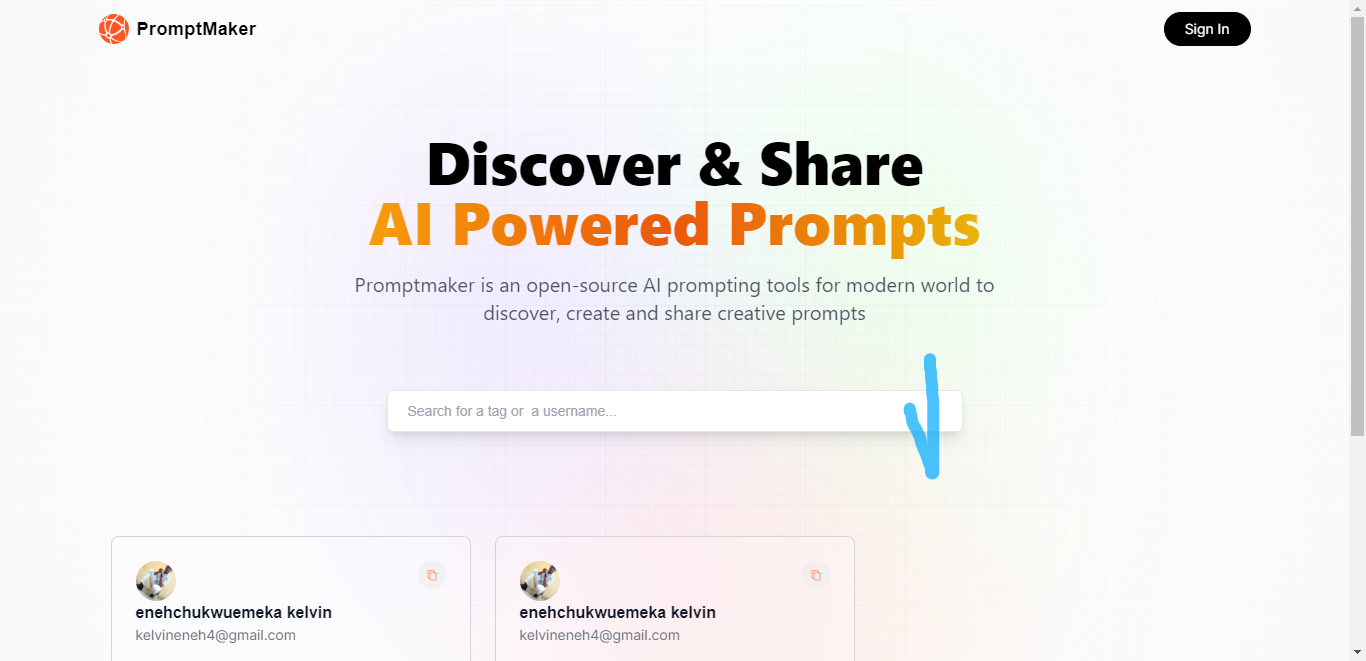 PromptMaker
Sign In
Discover & Share
AI Powered Prompts
Promptmaker is an open-source AI prompting tools for modern world to
discover, create and share creative prompts
Search for a tag or  a username...
enehchukwuemeka kelvin
kelvineneh4@gmail.com
enehchukwuemeka kelvin
kelvineneh4@gmail.com